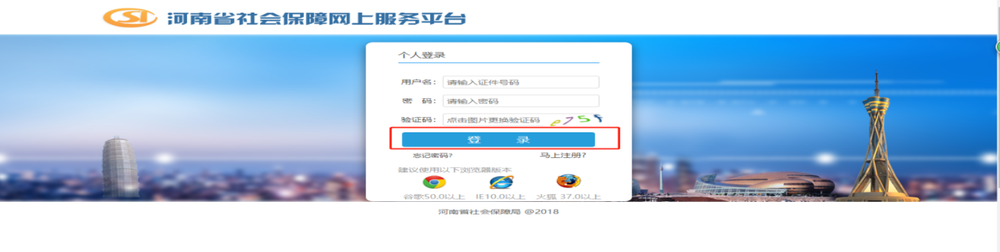 河南省社会保障网上服务平台
个人登录
用户名： 请输入证件号码
密 码： 请输入密码
验证码： 点击图片更换验证码 e755
登 录
忘记密码? 马上注册?
建议使用以下浏览器版本
谷歌50.0以上 IE10.0以上 火狐 37.0以上
河南省社会保障局 @2018